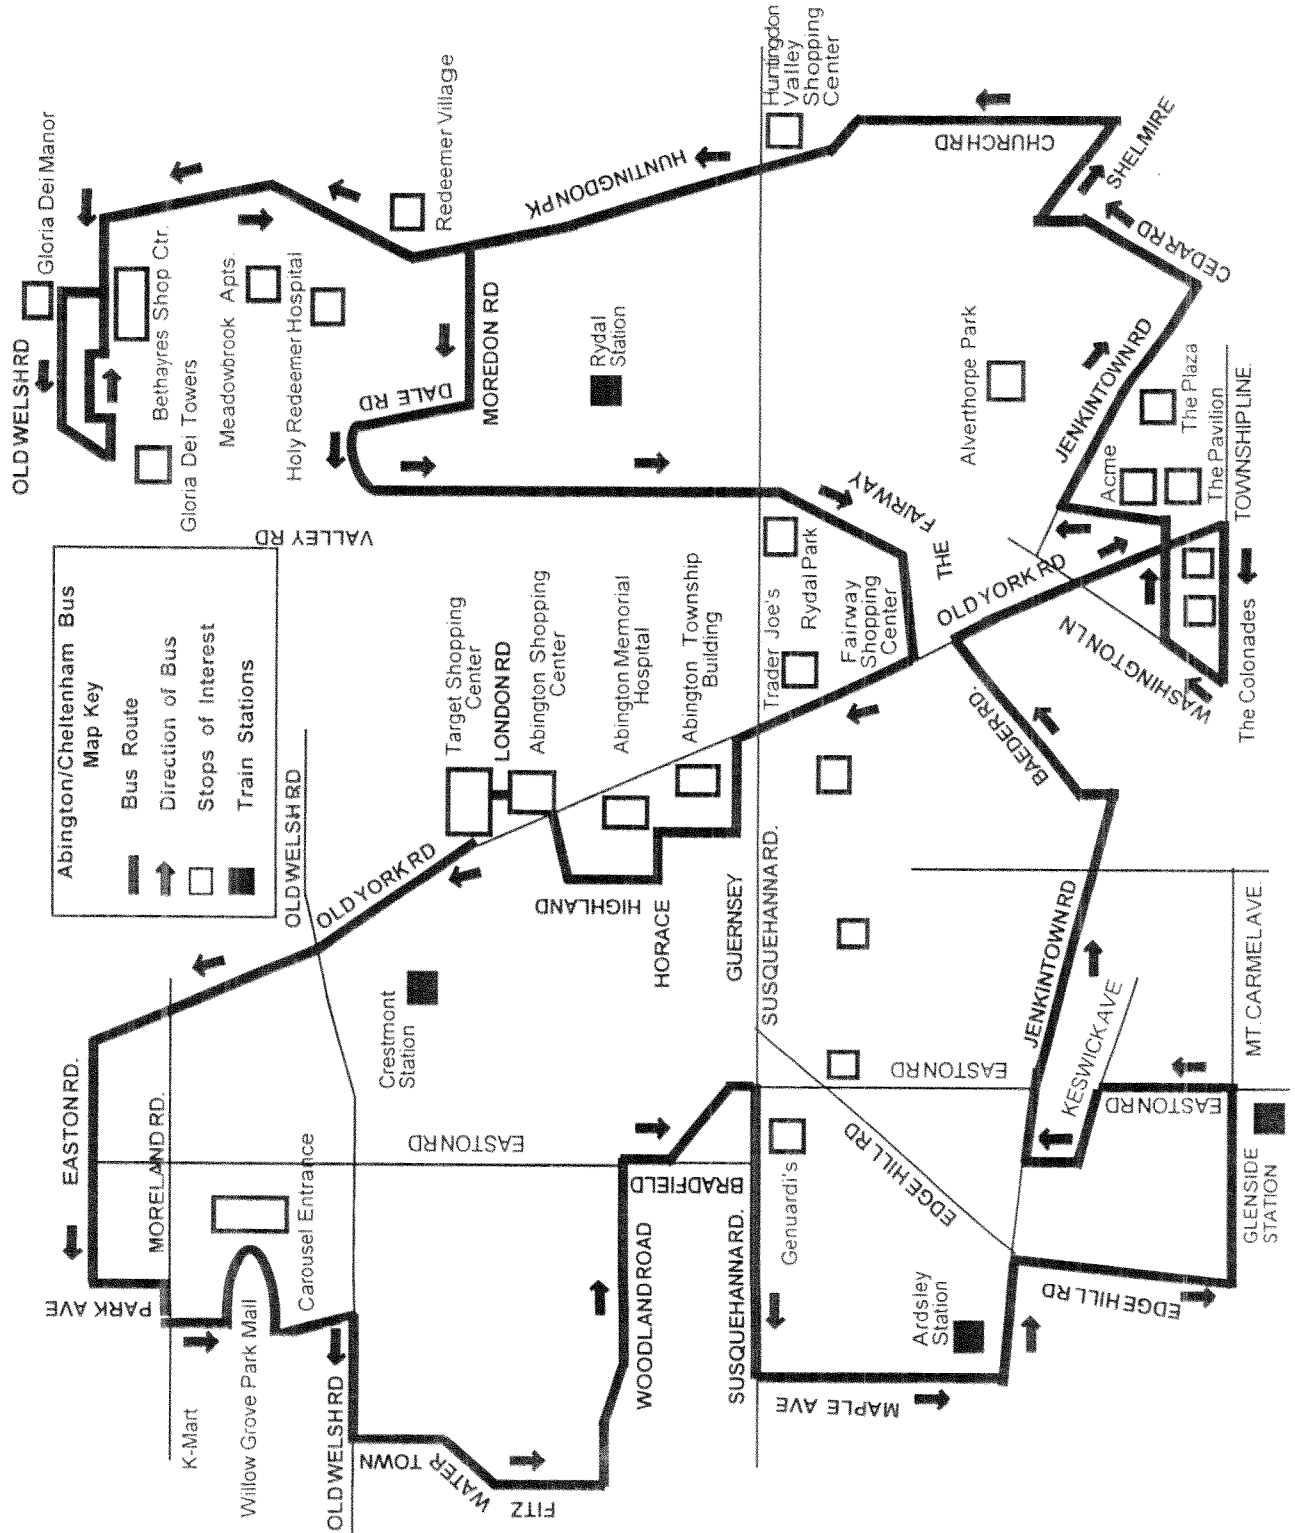 Abington/Cheltenham Bus
Map Key
Bus Route
Direction of Bus
Stops of Interest
Train Stations
OLD WELSH RD
Gloria Dei Manor
Bethayres Shop Ctr.
Gloria Dei Towers
Meadowbrook Apts.
Holy Redeemer Hospital
Redeemer Village
HUNTINGDON PK
Huntingdon
Valley
Shopping
Center
MOREDON RD
DALE RD
VALLEY RD
Rydal
Station
CHURCH RD
SHELMIRE
CEDAR RD
JENKINTOWN RD
Alverthorpe Park
Acme
The Plaza
The Pavilion
TOWNSHIP LINE.
The Colonades
WASHINGTON LN
OLD YORK RD
THE
FAIRWAY
Fairway
Shopping
Center
Rydal Park
Trader Joe's
Abington Township
Building
Abington Memorial
Hospital
Abington Shopping
Center
LONDON RD
Target Shopping
Center
OLD WELSH RD
OLD YORK RD
HIGHLAND
HORACE
GUERNSEY
SUSQUEHANNA RD.
BAEDER RD.
JENKINTOWN RD
KESWICK AVE
MT. CARMEL AVE.
EASTON RD
EASTON RD
GLENSIDE
STATION
EDGE HILL RD
EDGE HILL RD
Ardsley
Station
MAPLE AVE
Genuardi's
SUSQUEHANNA RD.
BRADFIELD
WOODLAND ROAD
EASTON RD
Crestmont
Station
EASTON RD.
MORELAND RD.
PARK AVE
Carousel Entrance
Willow Grove Park Mall
K-Mart
OLD WELSH RD
TOWN
WATER
FITZ